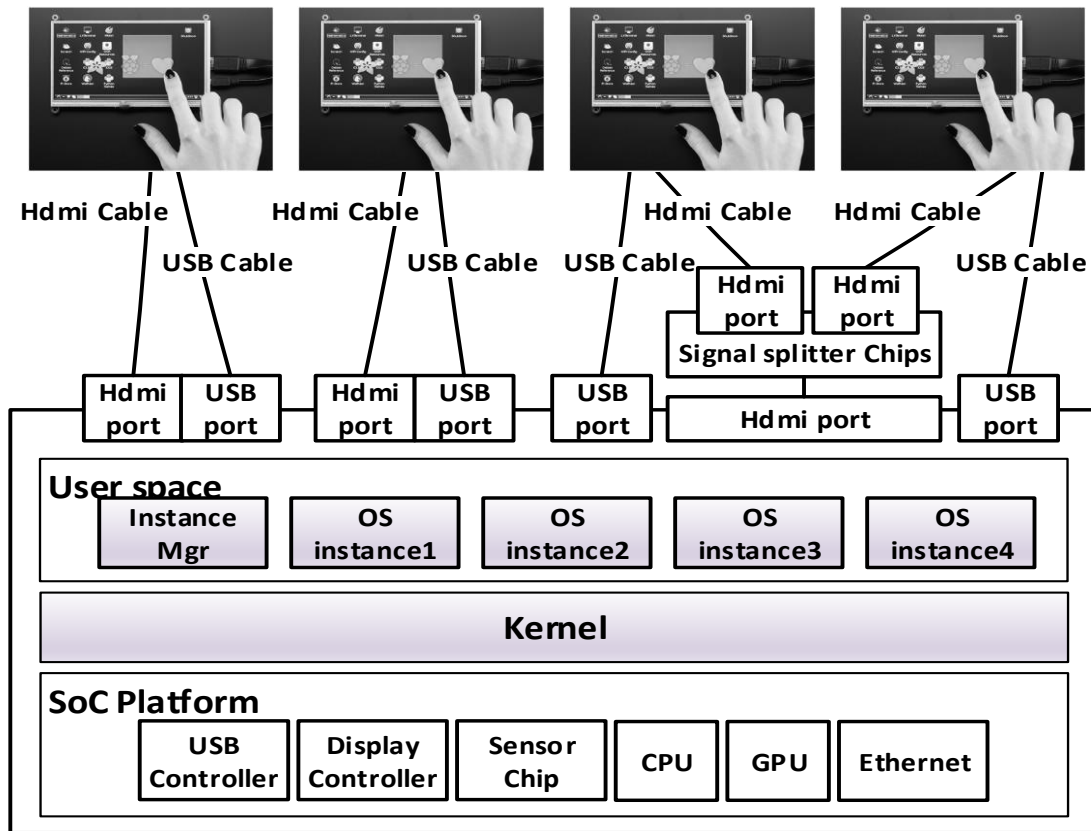 Hdmi Cable
Hdmi Cable
Hdmi Cable
Hdmi Cable
USB Cable
USB Cable
USB Cable
USB Cable
Hdmi
port
Hdmi
port
Signal splitter Chips
Hdmi
port
USB
port
Hdmi
port
USB
port
USB
port
Hdmi port
USB
port
User space
Instance
Mgr
OS
instance1
OS
instance2
OS
instance3
OS
instance4
Kernel
SoC Platform
USB
Controller
Display
Controller
Sensor
Chip
CPU
GPU
Ethernet